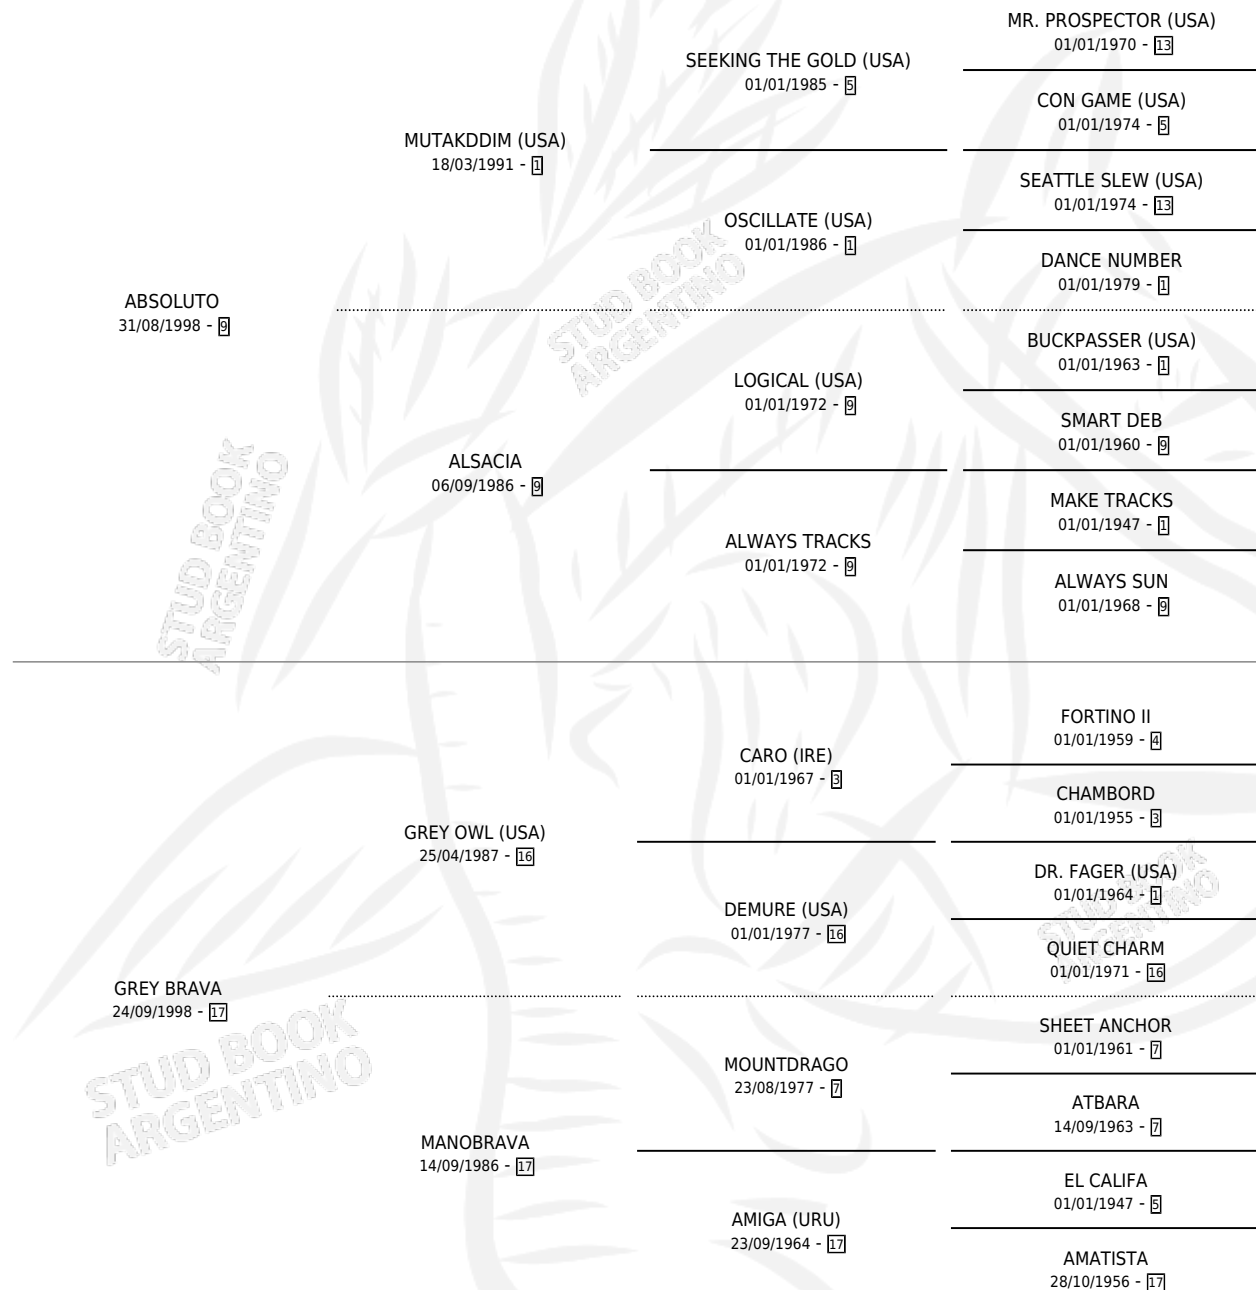 MR. PROSPECTOR (USA)
01/01/1970 - 13
SEEKING THE GOLD (USA)
01/01/1985 - 5
CON GAME (USA)
01/01/1974 - 5
MUTAKDDIM (USA)
18/03/1991 - 1
SEATTLE SLEW (USA)
01/01/1974 - 13
OSCILLATE (USA)
01/01/1986 - 1
DANCE NUMBER
01/01/1979 - 1
ABSOLUTO
31/08/1998 - 9
STUD BOOK
ARGENTINO
BUCKPASSER (USA)
01/01/1963 - 1
LOGICAL (USA)
01/01/1972 - 9
SMART DEB
01/01/1960 - 9
ALSACIA
06/09/1986 - 9
MAKE TRACKS
01/01/1947 - 1
ALWAYS TRACKS
01/01/1972 - 9
ALWAYS SUN
01/01/1968 - 9
STUD BOOK
ARGENTINO
FORTINO II
01/01/1959 - 4
CARO (IRE)
01/01/1967 - 3
CHAMBORD
01/01/1955 - 3
GREY OWL (USA)
25/04/1987 - 16
DR. FAGER (USA)
01/01/1964 - 1
STUD BOOK
ARGENTINO
DEMURE (USA)
01/01/1977 - 16
QUIET CHARM
01/01/1971 - 16
GREY BRAVA
24/09/1998 - 17
STUD BOOK
ARGENTINO
SHEET ANCHOR
01/01/1961 - 7
MOUNTDRAGO
23/08/1977 - 7
ATBARA
14/09/1963 - 7
MANOBRAVA
14/09/1986 - 17
EL CALIFA
01/01/1947 - 5
AMIGA (URU)
23/09/1964 - 17
AMATISTA
28/10/1956 - 17